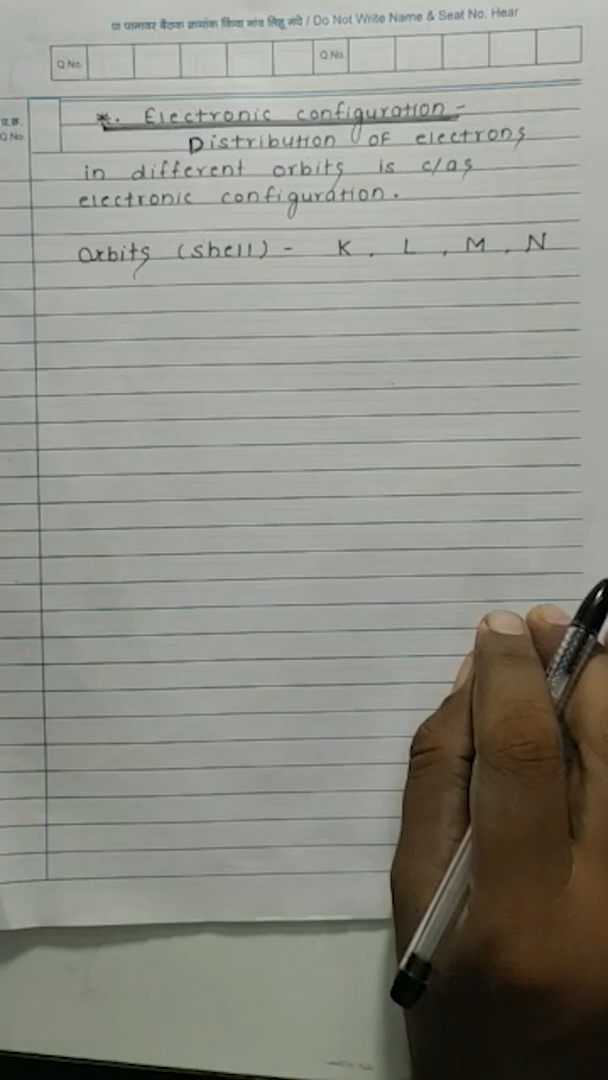 या पानावर बैठक क्रमांक किंवा नांव लिहू नये / Do Not Write Name & Seat No. Hear
Q.No.
Q.No.
प्र.क्र.
Q.No.
*. Electronic configuration -
Distribution of electrons
in different orbits is c/as
electronic configuration.
Orbits (shell) - K, L, M, N